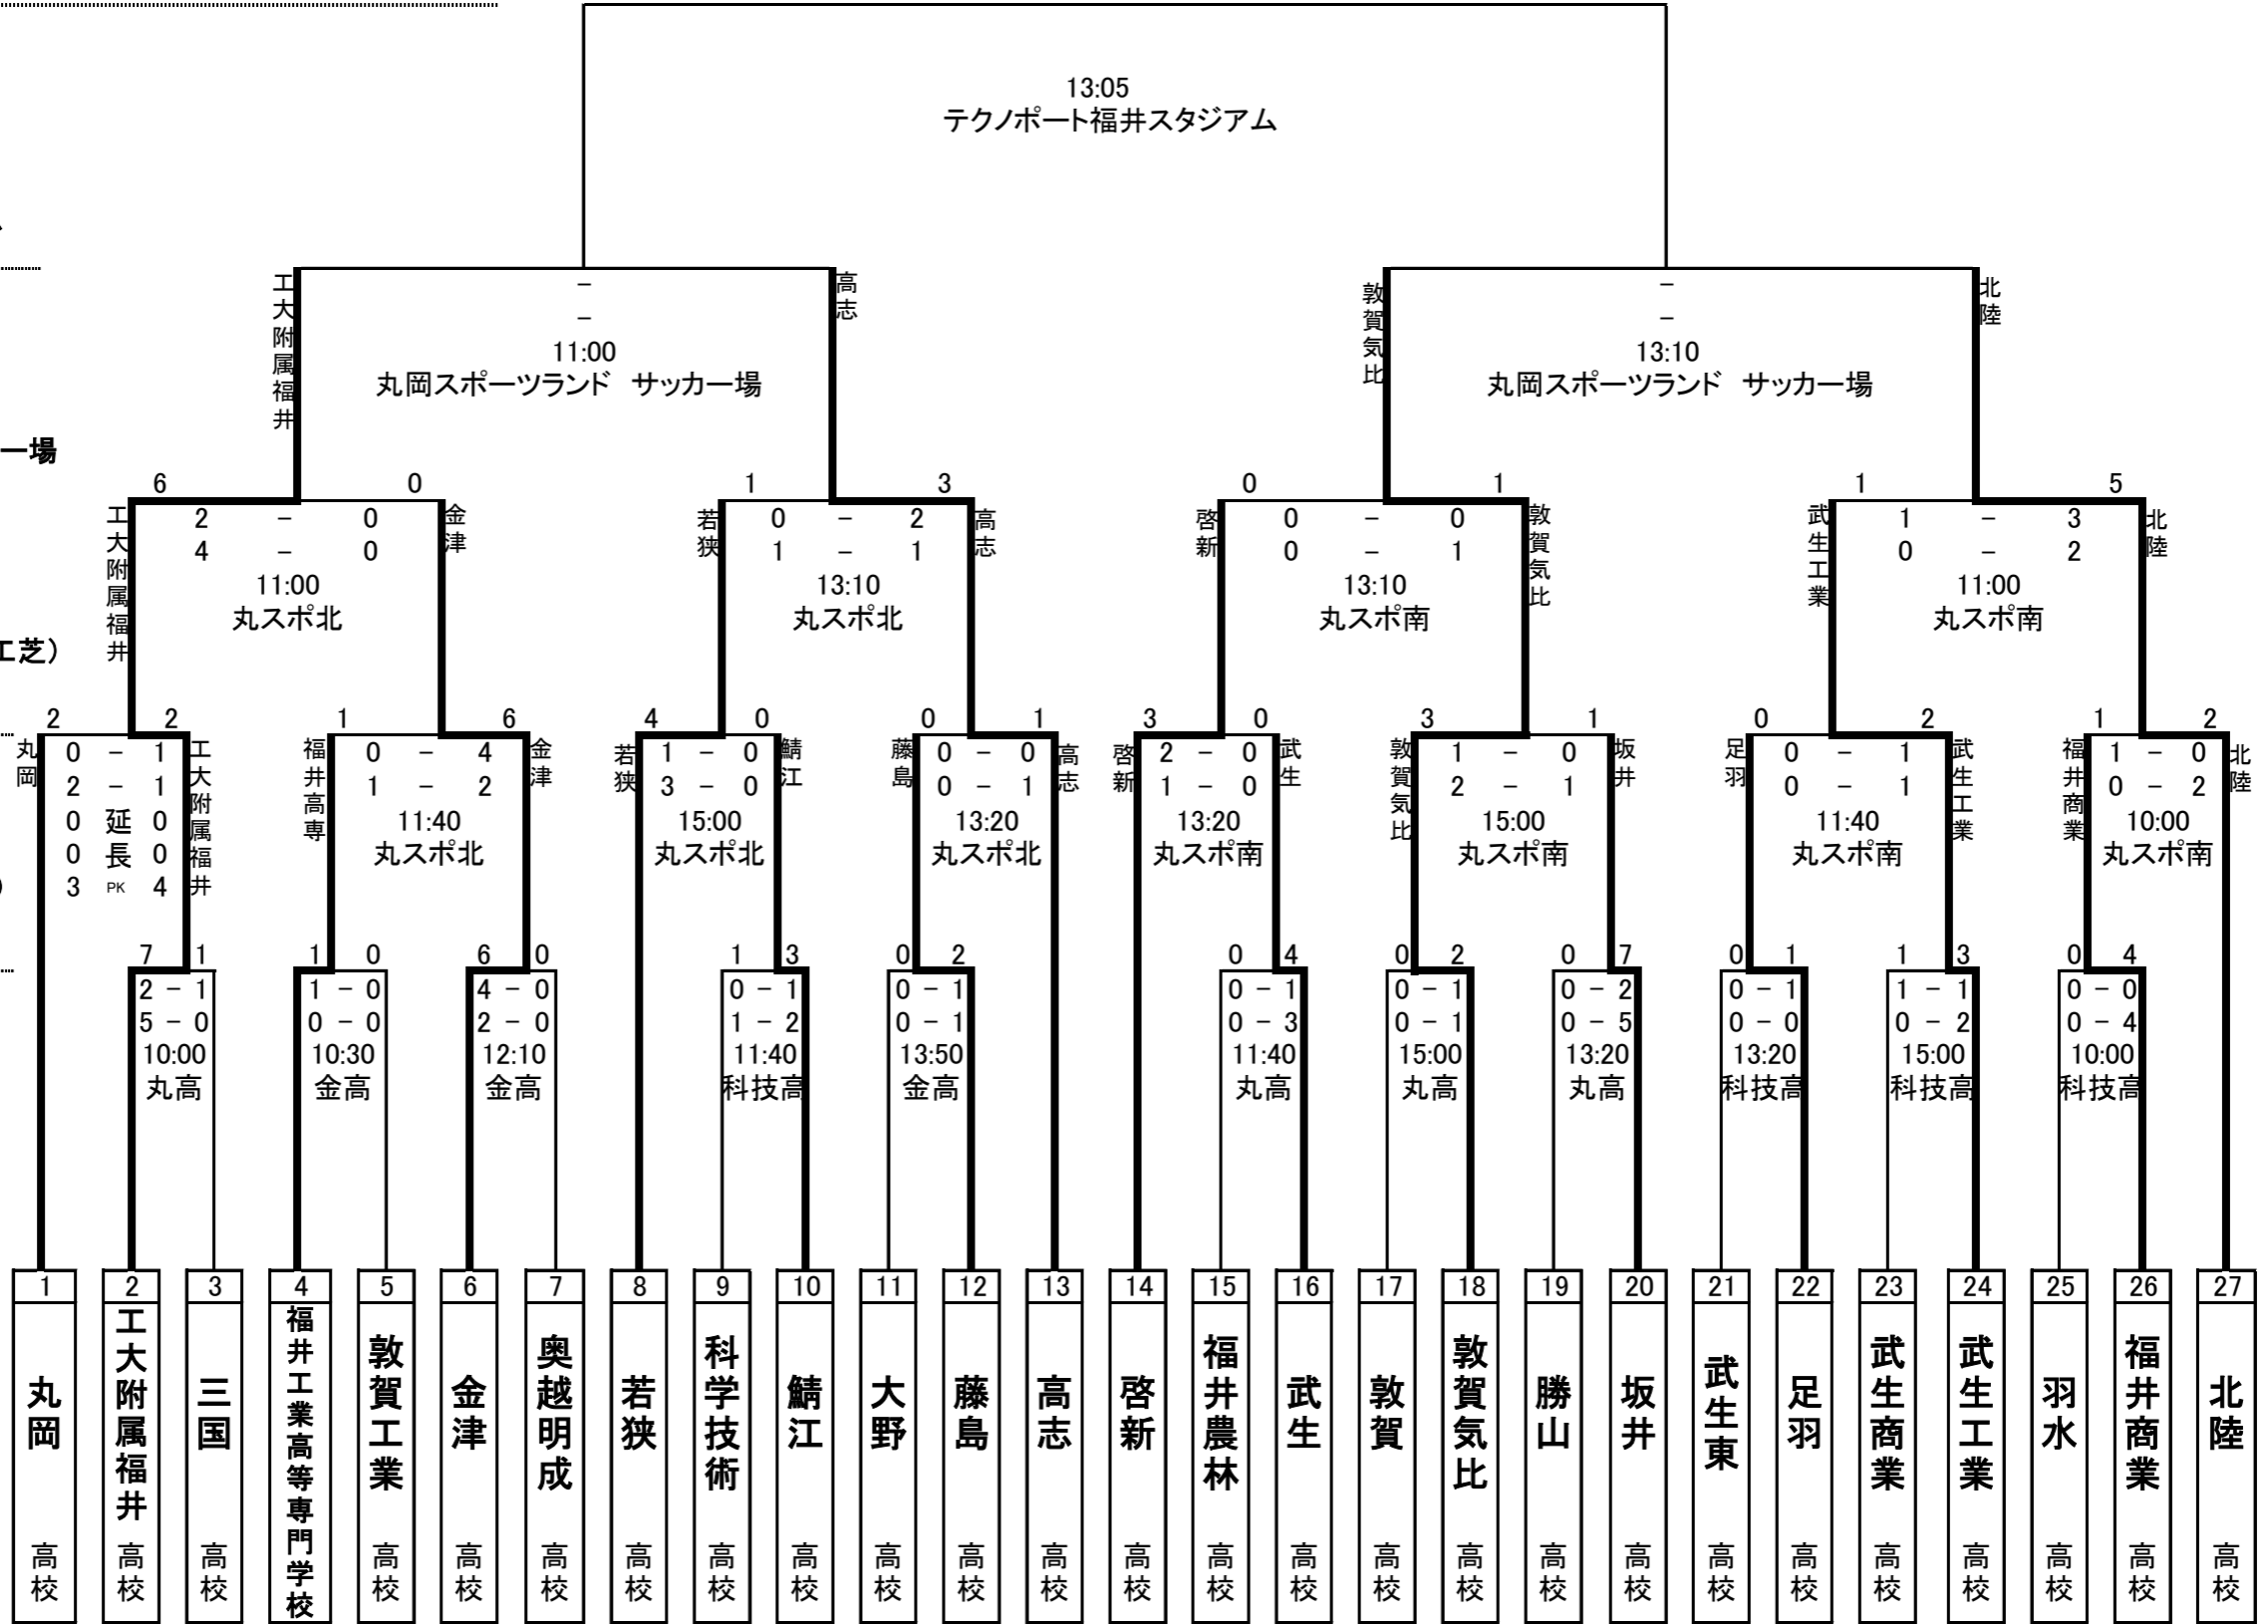 13:05
テクノポート福井スタジアム
工大附属福井
高志
敦賀気比
北陸
－
－
－
－
11:00
13:10
丸岡スポーツランド　サッカー場
丸岡スポーツランド　サッカー場
ー場
6 0 1 3 0 1 1 5
工大附属福井
金津
若狭
高志
啓新
敦賀気比
武生工業
北陸
2 － 0 0 － 2 0 － 0 1 － 3
4 － 0 1 － 1 0 － 1 0 － 2
11:00 13:10 13:10 11:00
丸スポ北 丸スポ北 丸スポ南 丸スポ南
工芝）
2 2 1 6 4 0 0 1 3 0 3 1 0 2 1 2
丸岡
工大附属福井
福井高専
金津
若狭
鯖江
藤島
高志
啓新
武生
敦賀気比
坂井
足羽
武生工業
福井商業
北陸
0 － 1 0 － 4 1 － 0 0 － 0 2 － 0 1 － 0 0 － 1 1 － 0
2 － 1 1 － 2 3 － 0 0 － 1 1 － 0 2 － 1 0 － 1 0 － 2
0 延 0 11:40 15:00 13:20 13:20 15:00 11:40 10:00
0 長 0 丸スポ北 丸スポ北 丸スポ北 丸スポ南 丸スポ南 丸スポ南 丸スポ南
3 PK 4
7 1 1 0 6 0 1 3 0 2 0 4 0 2 0 7 0 1 1 3 0 4
2 － 1 1 － 0 4 － 0 0 － 1 0 － 1 0 － 1 0 － 1 0 － 2 0 － 1 1 － 1 0 － 0
5 － 0 0 － 0 2 － 0 1 － 2 0 － 1 0 － 3 0 － 1 0 － 5 0 － 0 0 － 2 0 － 4
10:00 10:30 12:10 11:40 13:50 11:40 15:00 13:20 13:20 15:00 10:00
丸高 金高 金高 科技高 金高 丸高 丸高 丸高 科技高 科技高 科技高
1 2 3 4 5 6 7 8 9 10 11 12 13 14 15 16 17 18 19 20 21 22 23 24 25 26 27
丸岡 高校
工大附属福井 高校
三国 高校
福井工業高等専門学校
敦賀工業 高校
金津 高校
奥越明成 高校
若狭 高校
科学技術 高校
鯖江 高校
大野 高校
藤島 高校
高志 高校
啓新 高校
福井農林 高校
武生 高校
敦賀 高校
敦賀気比 高校
勝山 高校
坂井 高校
武生東 高校
足羽 高校
武生商業 高校
武生工業 高校
羽水 高校
福井商業 高校
北陸 高校